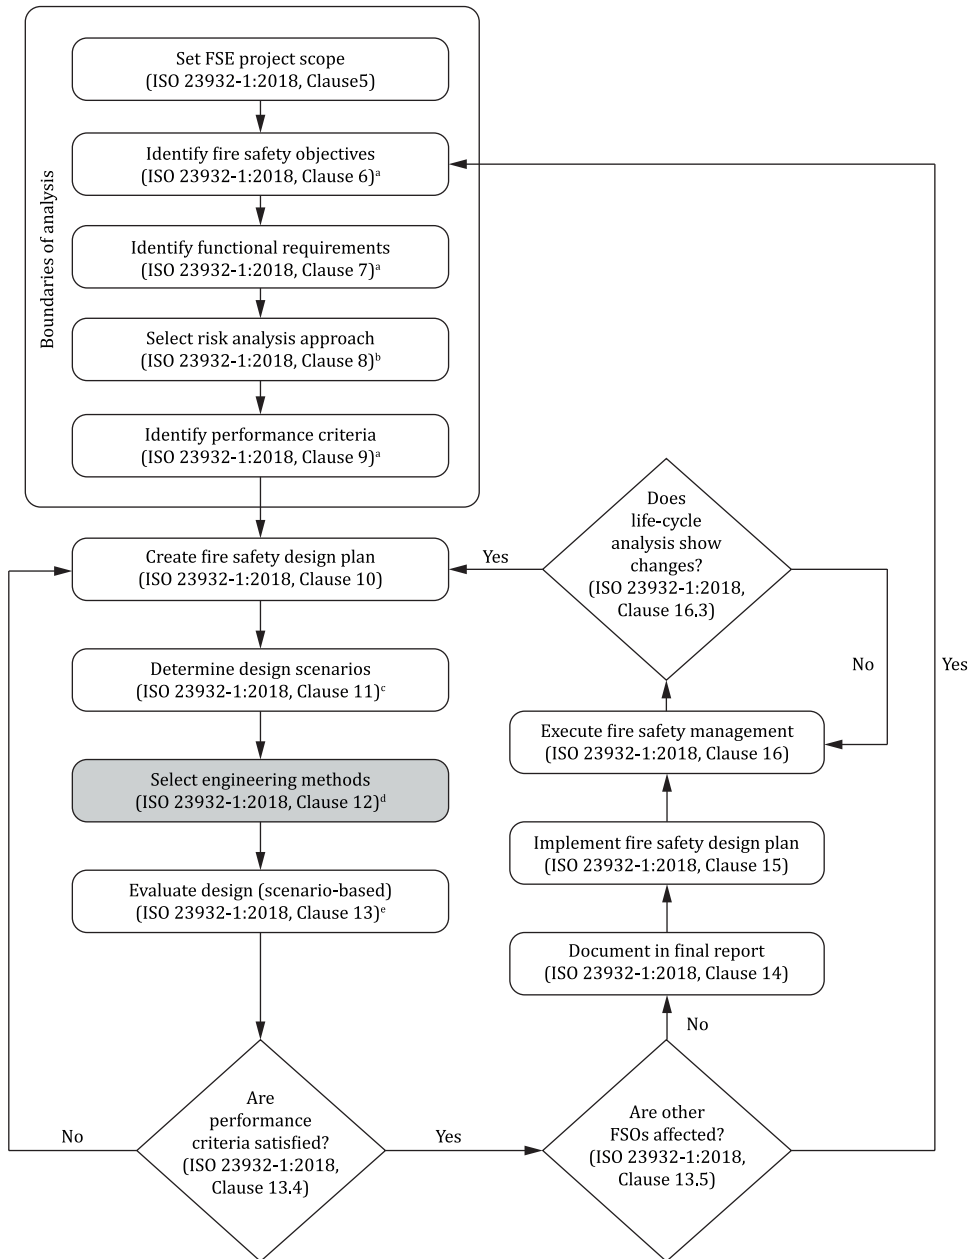 Boundaries of analysis
Set FSE project scope
(ISO 23932-1:2018, Clause5)
Identify fire safety objectives
(ISO 23932-1:2018, Clause 6)ᵃ
Identify functional requirements
(ISO 23932-1:2018, Clause 7)ᵃ
Select risk analysis approach
(ISO 23932-1:2018, Clause 8)ᵇ
Identify performance criteria
(ISO 23932-1:2018, Clause 9)ᵃ
Create fire safety design plan
(ISO 23932-1:2018, Clause 10)
Determine design scenarios
(ISO 23932-1:2018, Clause 11)ᶜ
Select engineering methods
(ISO 23932-1:2018, Clause 12)ᵈ
Evaluate design (scenario-based)
(ISO 23932-1:2018, Clause 13)ᵉ
Are
performance
criteria satisfied?
(ISO 23932-1:2018,
Clause 13.4)
No
Yes
Are other
FSOs affected?
(ISO 23932-1:2018,
Clause 13.5)
No
Yes
Document in final report
(ISO 23932-1:2018, Clause 14)
Implement fire safety design plan
(ISO 23932-1:2018, Clause 15)
Execute fire safety management
(ISO 23932-1:2018, Clause 16)
Does
life-cycle
analysis show
changes?
(ISO 23932-1:2018,
Clause 16.3)
Yes
No